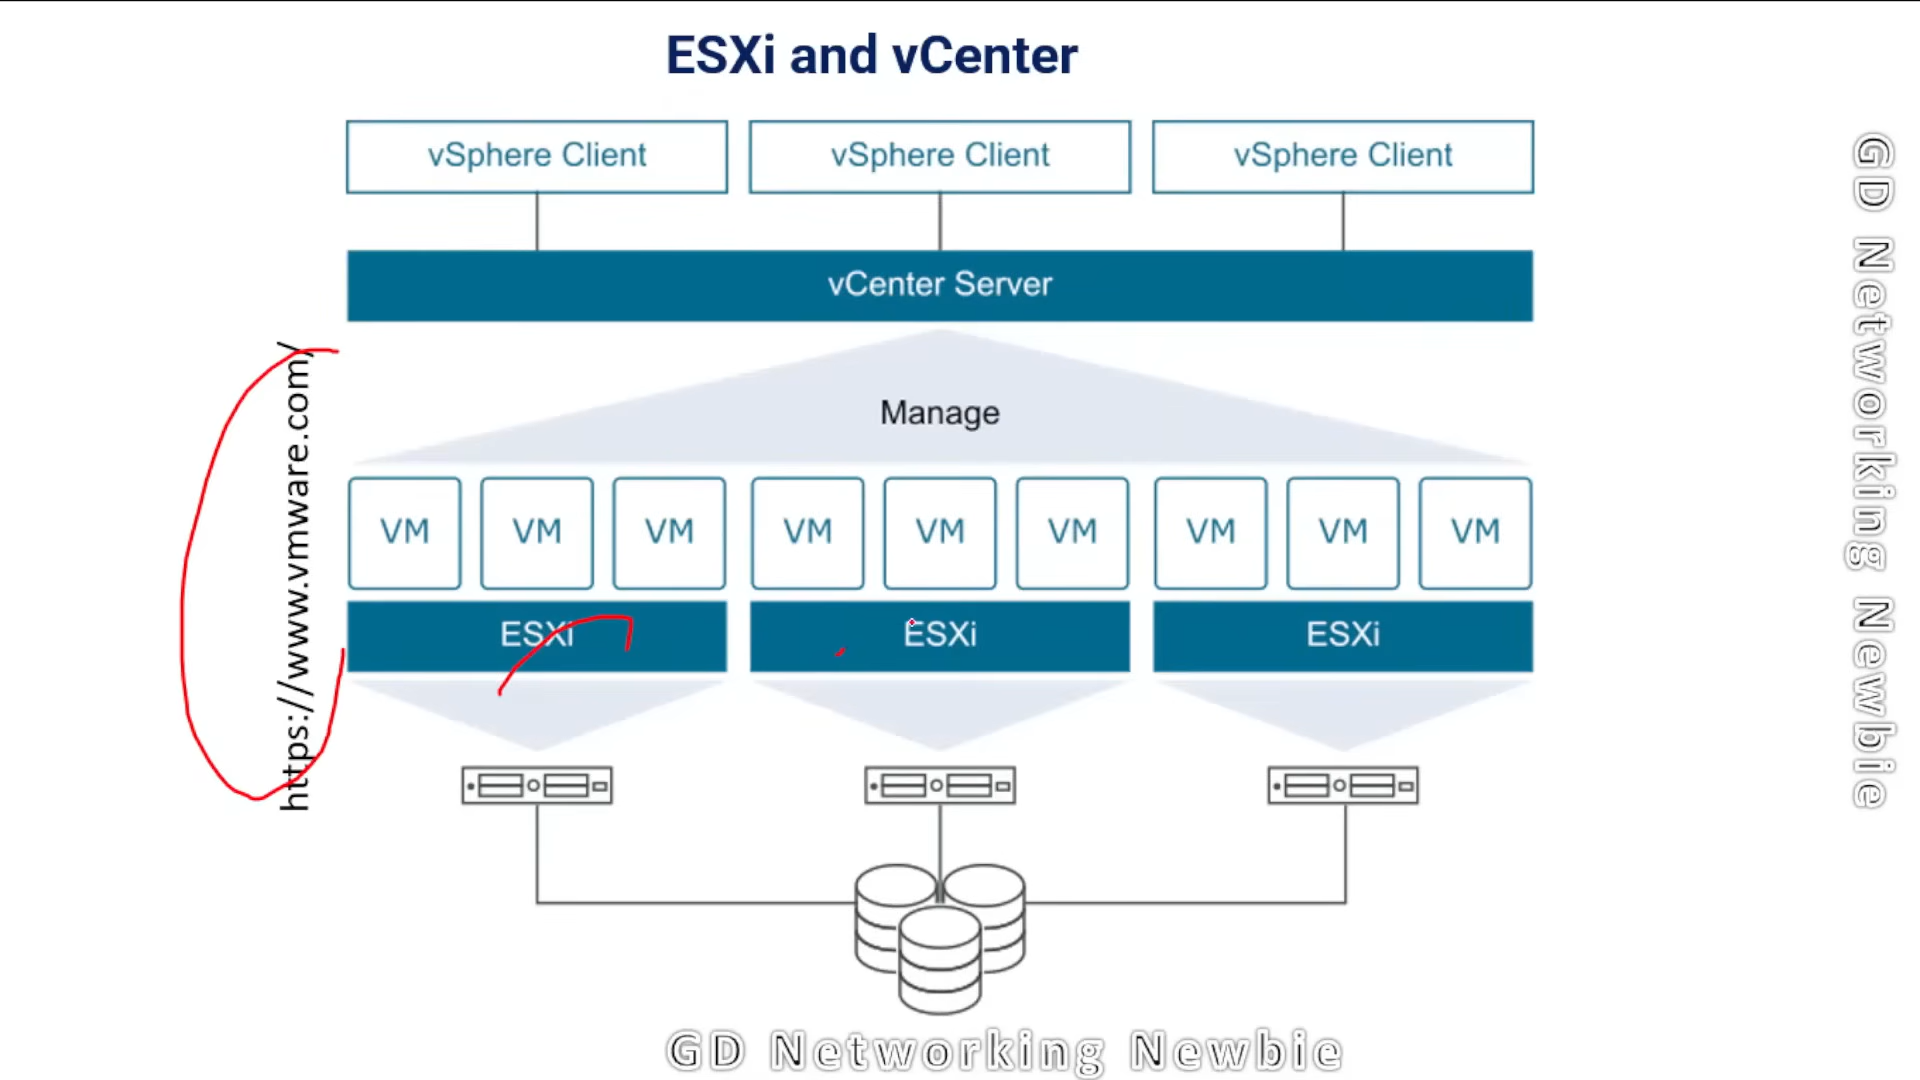 ESXi and vCenter
vSphere Client
vSphere Client
vSphere Client
vCenter Server
Manage
VM
VM
VM
VM
VM
VM
VM
VM
VM
ESXi
ESXi
ESXi
https://www.vmware.com/
GD Networking Newbie
GD Networking Newbie